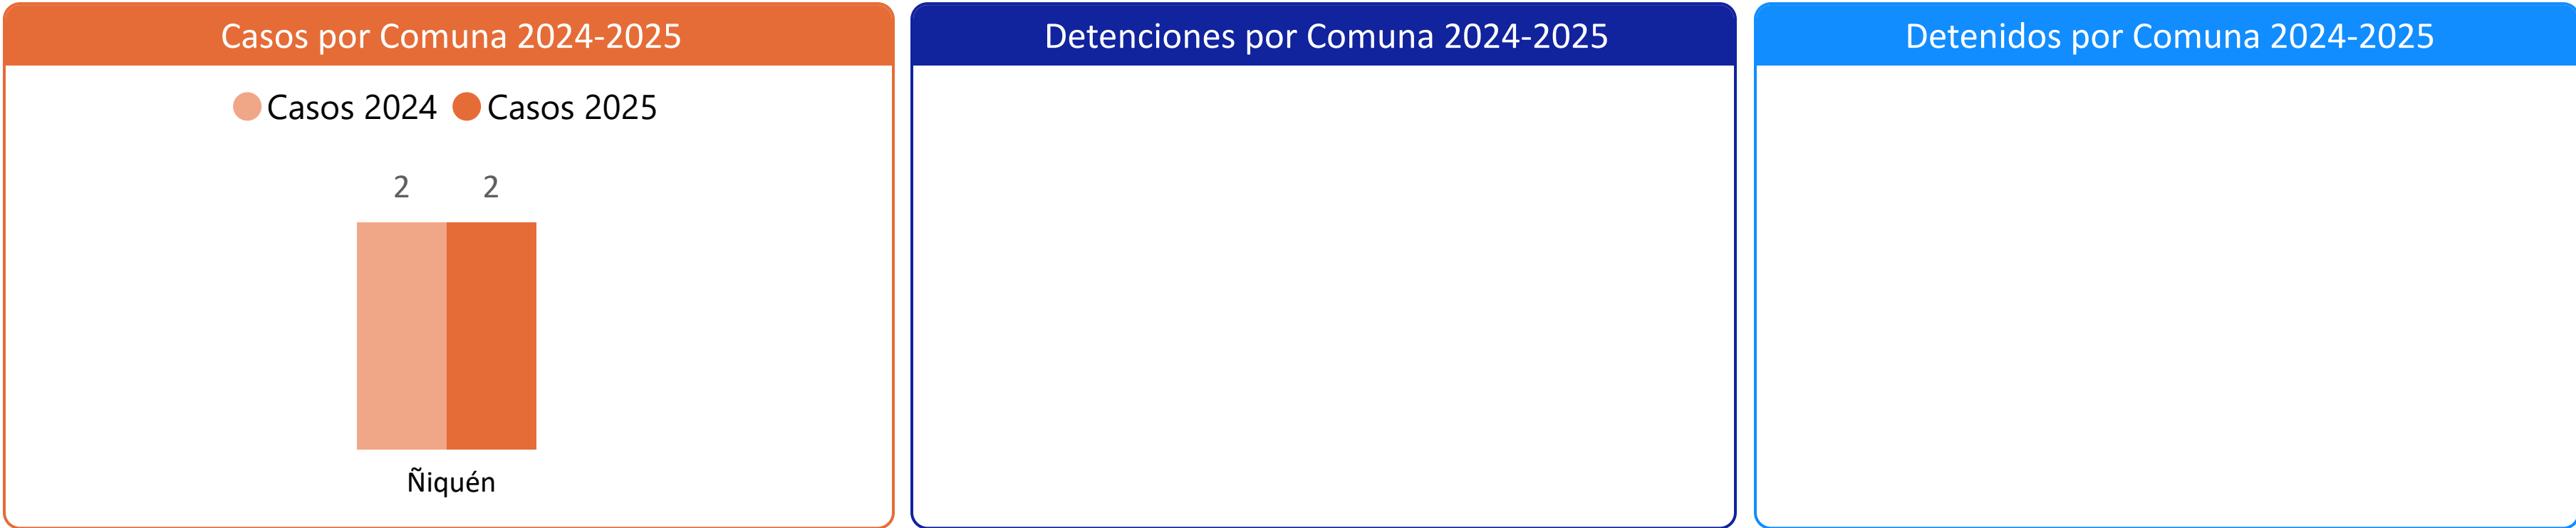 Casos por Comuna 2024-2025
Casos 2024 Casos 2025
2 2
Ñiquén
Detenciones por Comuna 2024-2025
Detenidos por Comuna 2024-2025